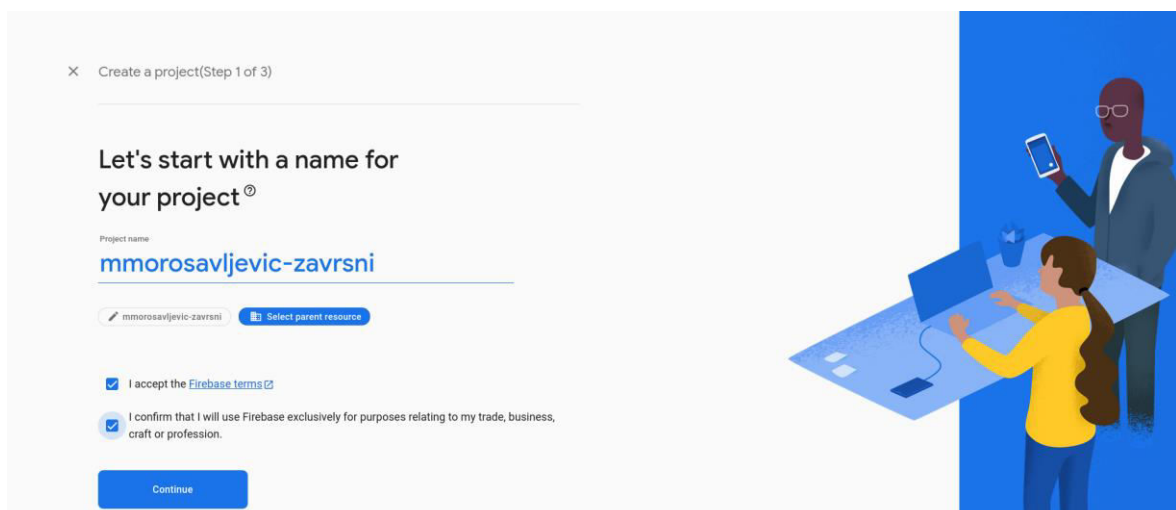 Create a project(Step 1 of 3)
Let's start with a name for
your project
Project name
mmorosavljevic-zavrsni
mmorosavljevic-zavrsni
Select parent resource
I accept the Firebase terms
I confirm that I will use Firebase exclusively for purposes relating to my trade, business,
craft or profession.
Continue